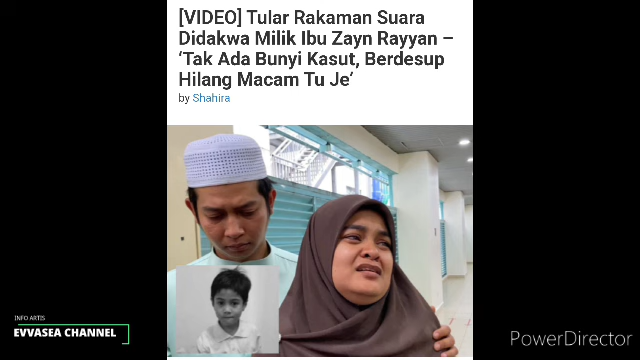 [VIDEO] Tular Rakaman Suara
Didakwa Milik Ibu Zayn Rayyan –
‘Tak Ada Bunyi Kasut, Berdesup
Hilang Macam Tu Je’
by Shahira
INFO ARTIS
EVVASEA CHANNEL
PowerDirector